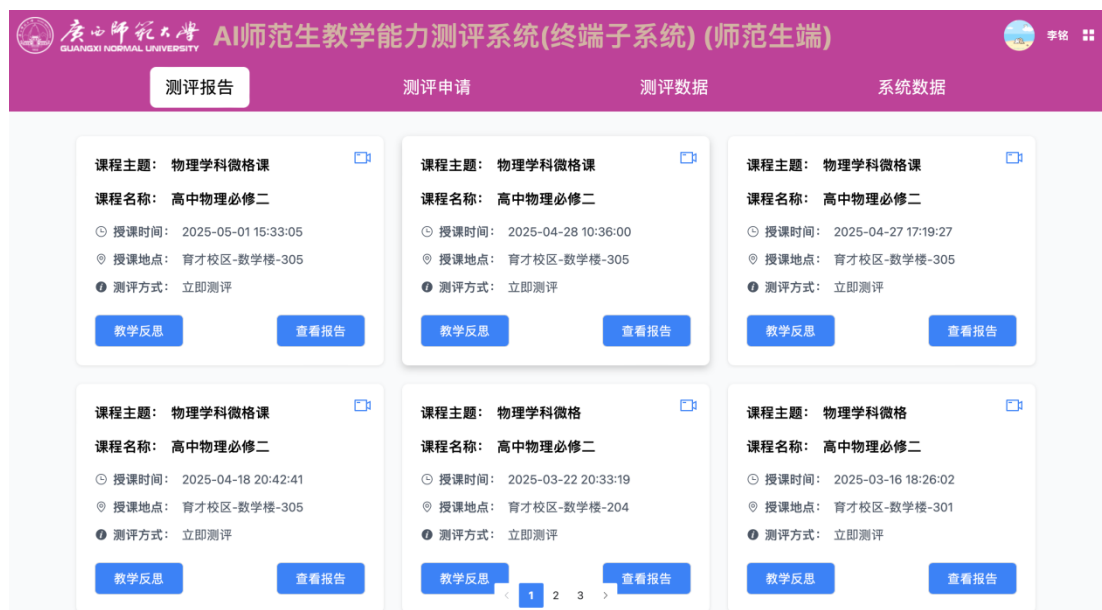 广西师范大学
GUANGXI NORMAL UNIVERSITY
AI师范生教学能力测评系统(终端子系统) (师范生端)
李铭
测评报告 测评申请 测评数据 系统数据
课程主题： 物理学科微格课
课程名称： 高中物理必修二
授课时间： 2025-05-01 15:33:05
授课地点： 育才校区-数学楼-305
测评方式： 立即测评
教学反思 查看报告
课程主题： 物理学科微格课
课程名称： 高中物理必修二
授课时间： 2025-04-28 10:36:00
授课地点： 育才校区-数学楼-305
测评方式： 立即测评
教学反思 查看报告
课程主题： 物理学科微格课
课程名称： 高中物理必修二
授课时间： 2025-04-27 17:19:27
授课地点： 育才校区-数学楼-305
测评方式： 立即测评
教学反思 查看报告
课程主题： 物理学科微格课
课程名称： 高中物理必修二
授课时间： 2025-04-18 20:42:41
授课地点： 育才校区-数学楼-305
测评方式： 立即测评
教学反思 查看报告
课程主题： 物理学科微格
课程名称： 高中物理必修二
授课时间： 2025-03-22 20:33:19
授课地点： 育才校区-数学楼-204
测评方式： 立即测评
教学反思 查看报告
课程主题： 物理学科微格
课程名称： 高中物理必修二
授课时间： 2025-03-16 18:26:02
授课地点： 育才校区-数学楼-301
测评方式： 立即测评
教学反思 查看报告
< 1 2 3 >